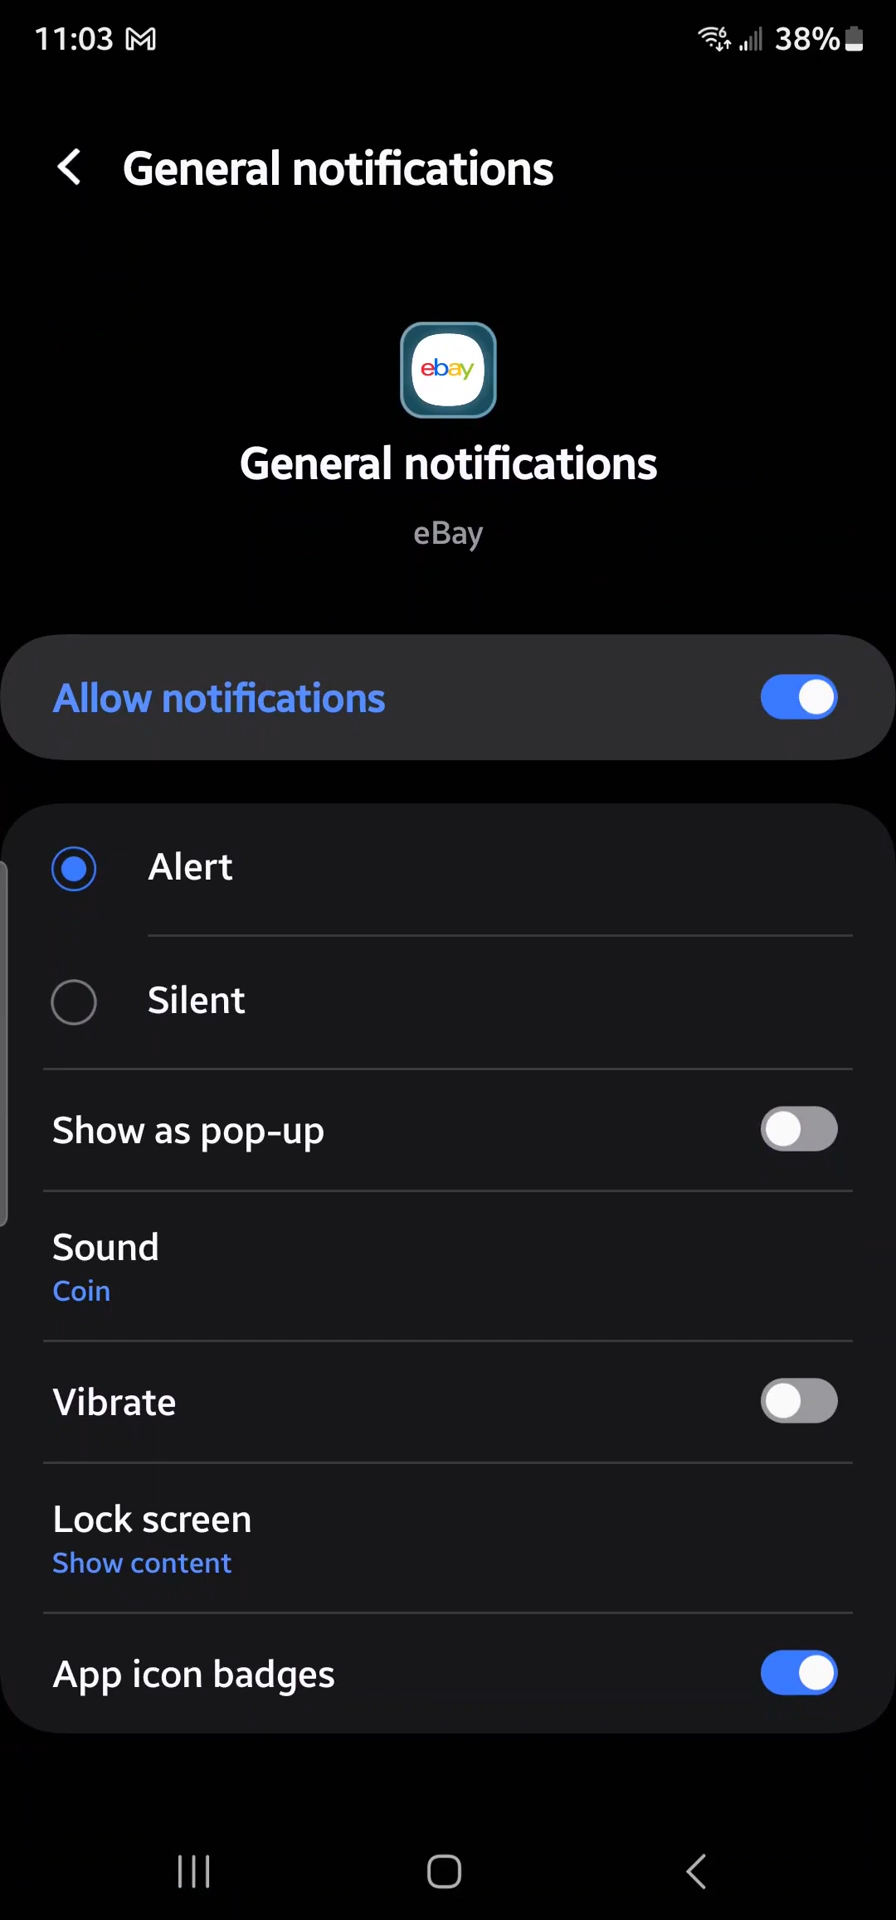 11:03
38%
General notifications
ebay
General notifications
eBay
Allow notifications
Alert
Silent
Show as pop-up
Sound
Coin
Vibrate
Lock screen
Show content
App icon badges